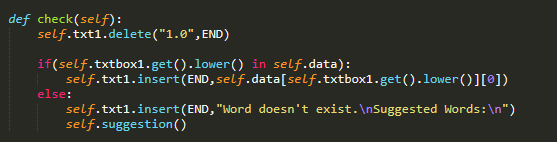 def check(self):
    self.txt1.delete("1.0",END)

    if(self.txtbox1.get().lower() in self.data):
        self.txt1.insert(END,self.data[self.txtbox1.get().lower()][0])
    else:
        self.txt1.insert(END,"Word doesn't exist.\nSuggested Words:\n")
        self.suggestion()